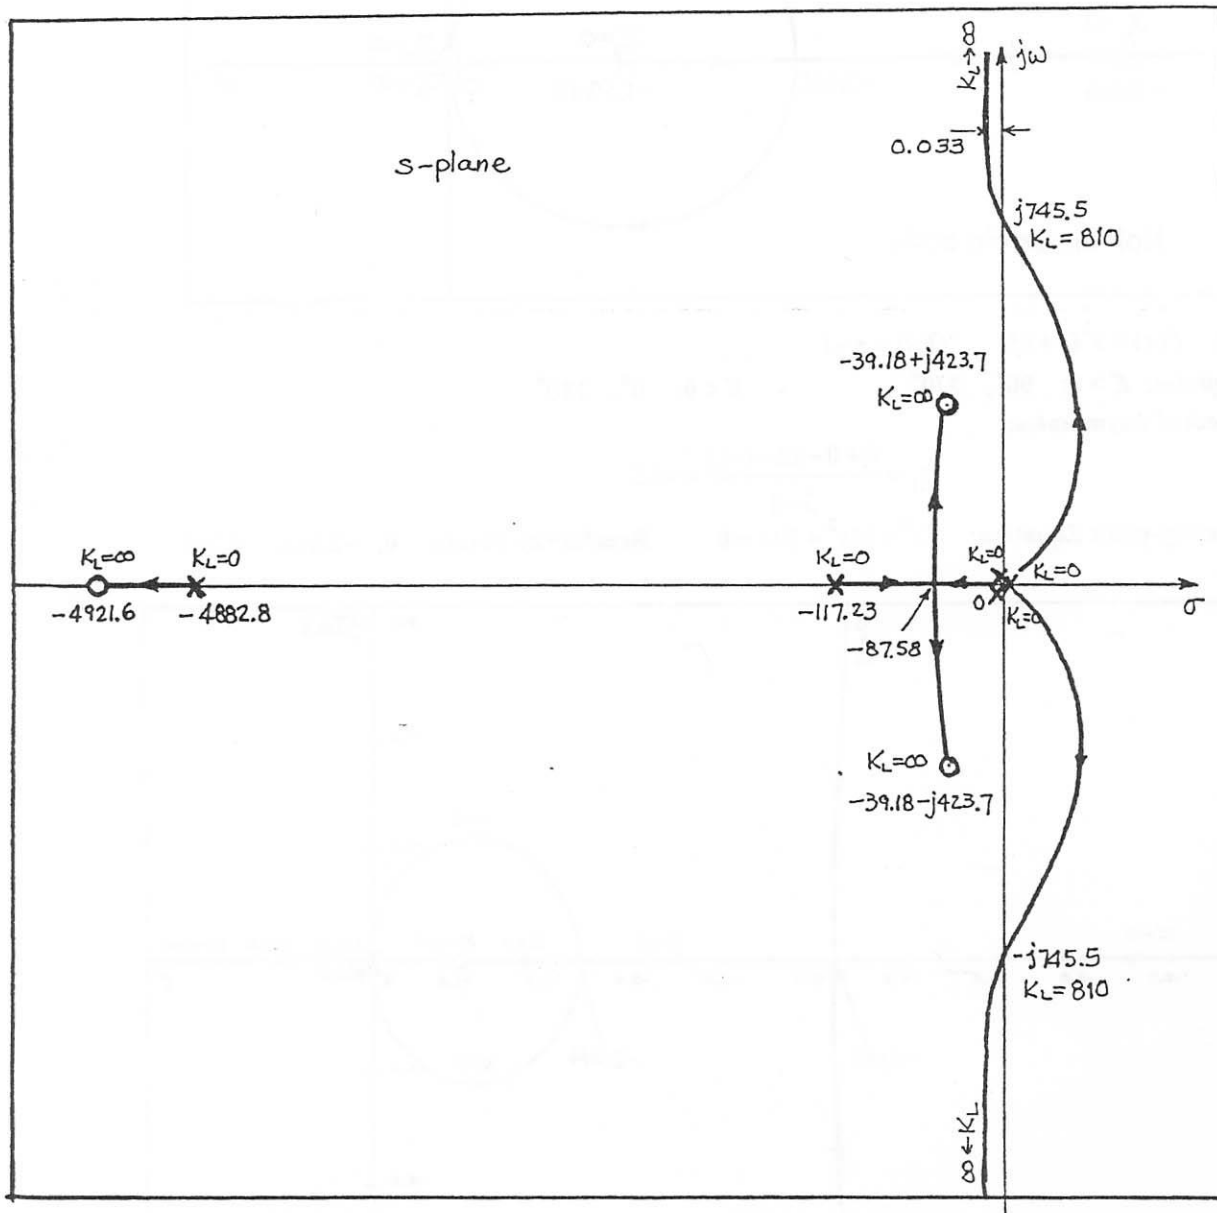 K_L→∞
jω
0.033
s-plane
j745.5
K_L=810
-39.18+j423.7
K_L=∞
K_L=∞
K_L=0
K_L=0
K_L=0
K_L=0
K_L=0
-4921.6
-4882.8
-117.23
0
σ
-87.58
K_L=∞
-39.18-j423.7
-j745.5
K_L=810
∞←K_L